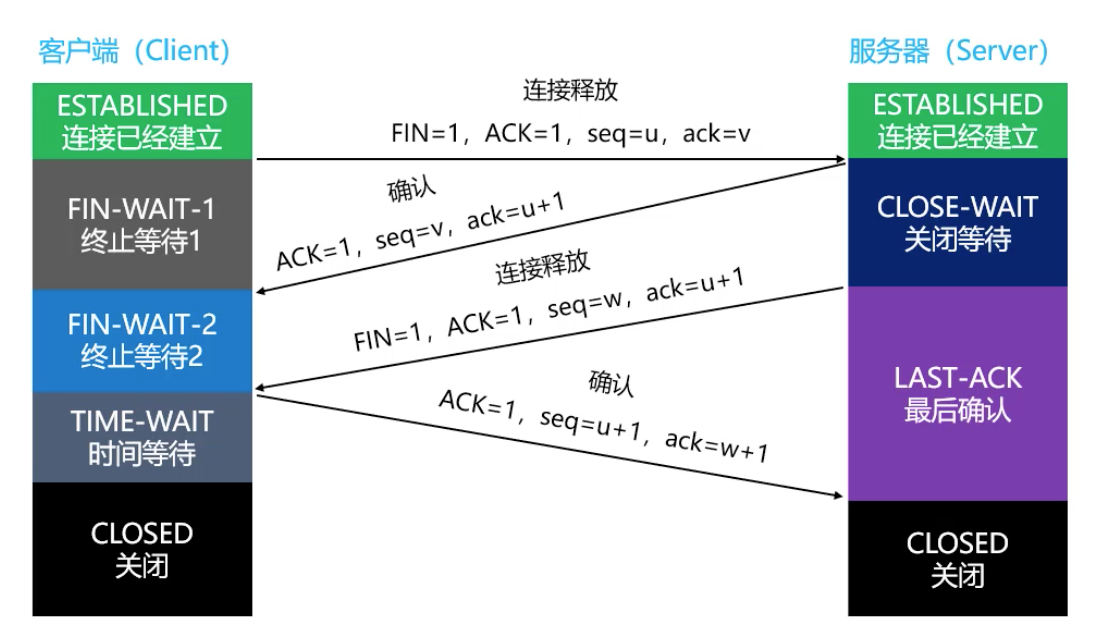 客户端（Client）
服务器（Server）
ESTABLISHED
连接已经建立
连接释放
FIN=1，ACK=1，seq=u，ack=v
ESTABLISHED
连接已经建立
FIN-WAIT-1
终止等待1
确认
ACK=1，seq=v，ack=u+1
CLOSE-WAIT
关闭等待
连接释放
FIN=1，ACK=1，seq=w，ack=u+1
FIN-WAIT-2
终止等待2
确认
ACK=1，seq=u+1，ack=w+1
LAST-ACK
最后确认
TIME-WAIT
时间等待
CLOSED
关闭
CLOSED
关闭